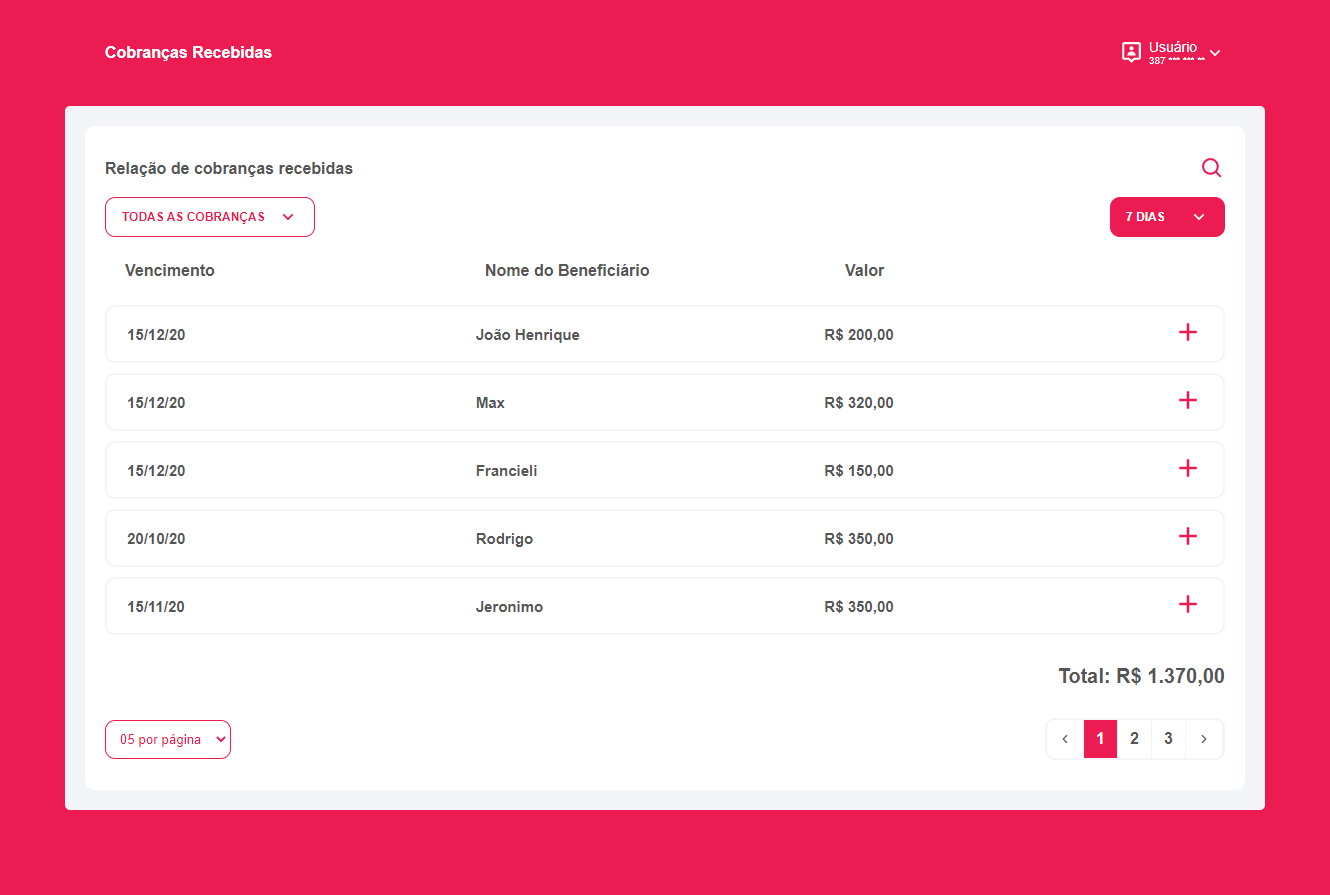 Cobranças Recebidas
Usuário
387 *** *** **
Relação de cobranças recebidas
TODAS AS COBRANÇAS
7 DIAS
Vencimento Nome do Beneficiário Valor
15/12/20 João Henrique R$ 200,00 +
15/12/20 Max R$ 320,00 +
15/12/20 Francieli R$ 150,00 +
20/10/20 Rodrigo R$ 350,00 +
15/11/20 Jeronimo R$ 350,00 +
Total: R$ 1.370,00
05 por página
‹ 1 2 3 ›